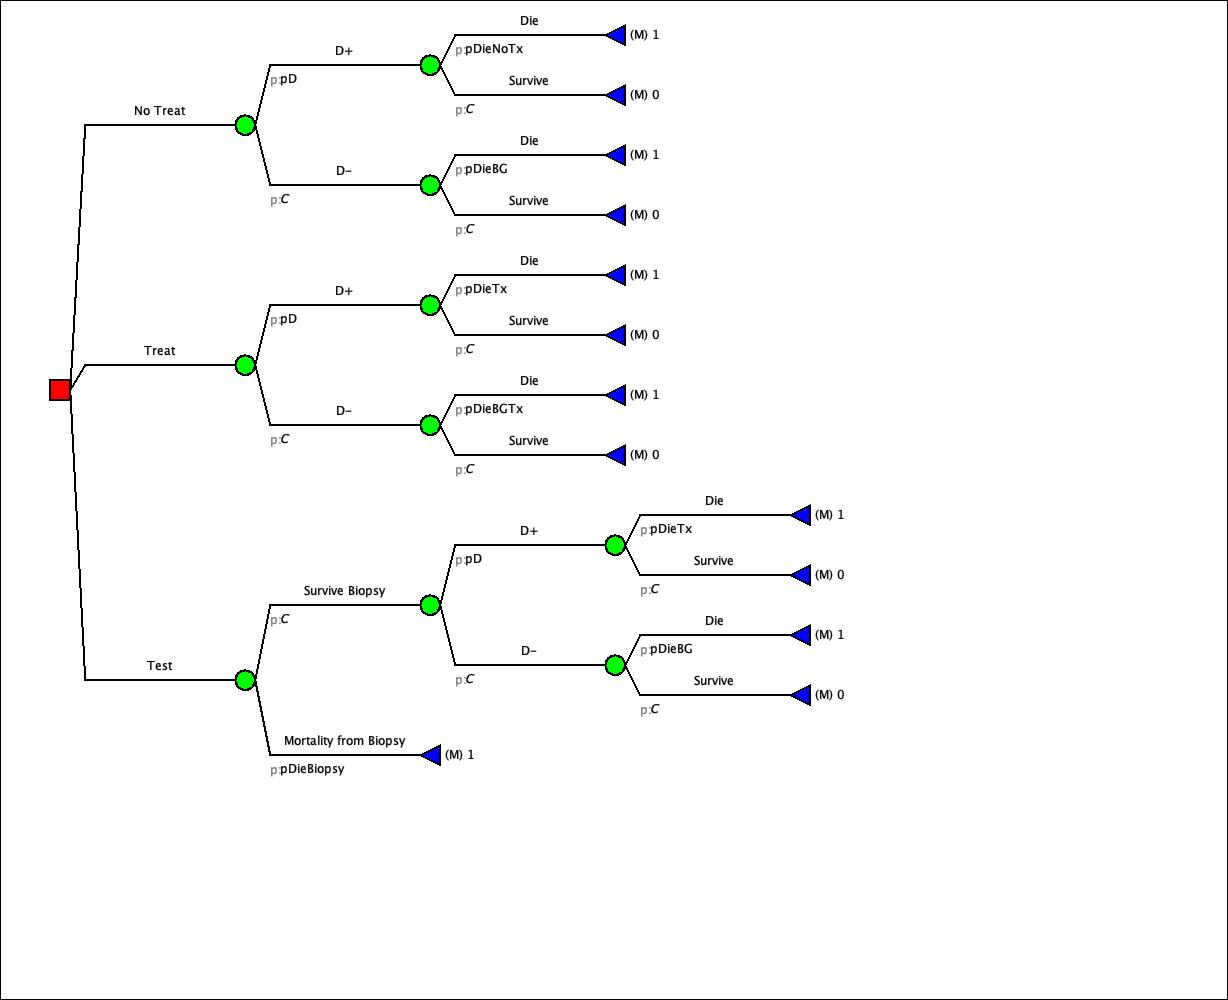 Die
(M) 1
D+
p:pDieNoTx
p:pD
Survive
(M) 0
No Treat
p:C
Die
(M) 1
D-
p:pDieBG
p:C
Survive
(M) 0
p:C
Die
(M) 1
D+
p:pDieTx
p:pD
Survive
(M) 0
Treat
p:C
Die
(M) 1
D-
p:pDieBGTx
p:C
Survive
(M) 0
p:C
Die
(M) 1
D+
p:pDieTx
p:pD
Survive
(M) 0
Survive Biopsy
p:C
p:C
Die
(M) 1
D-
p:pDieBG
Test
p:C
Survive
(M) 0
p:C
Mortality from Biopsy
(M) 1
p:pDieBiopsy